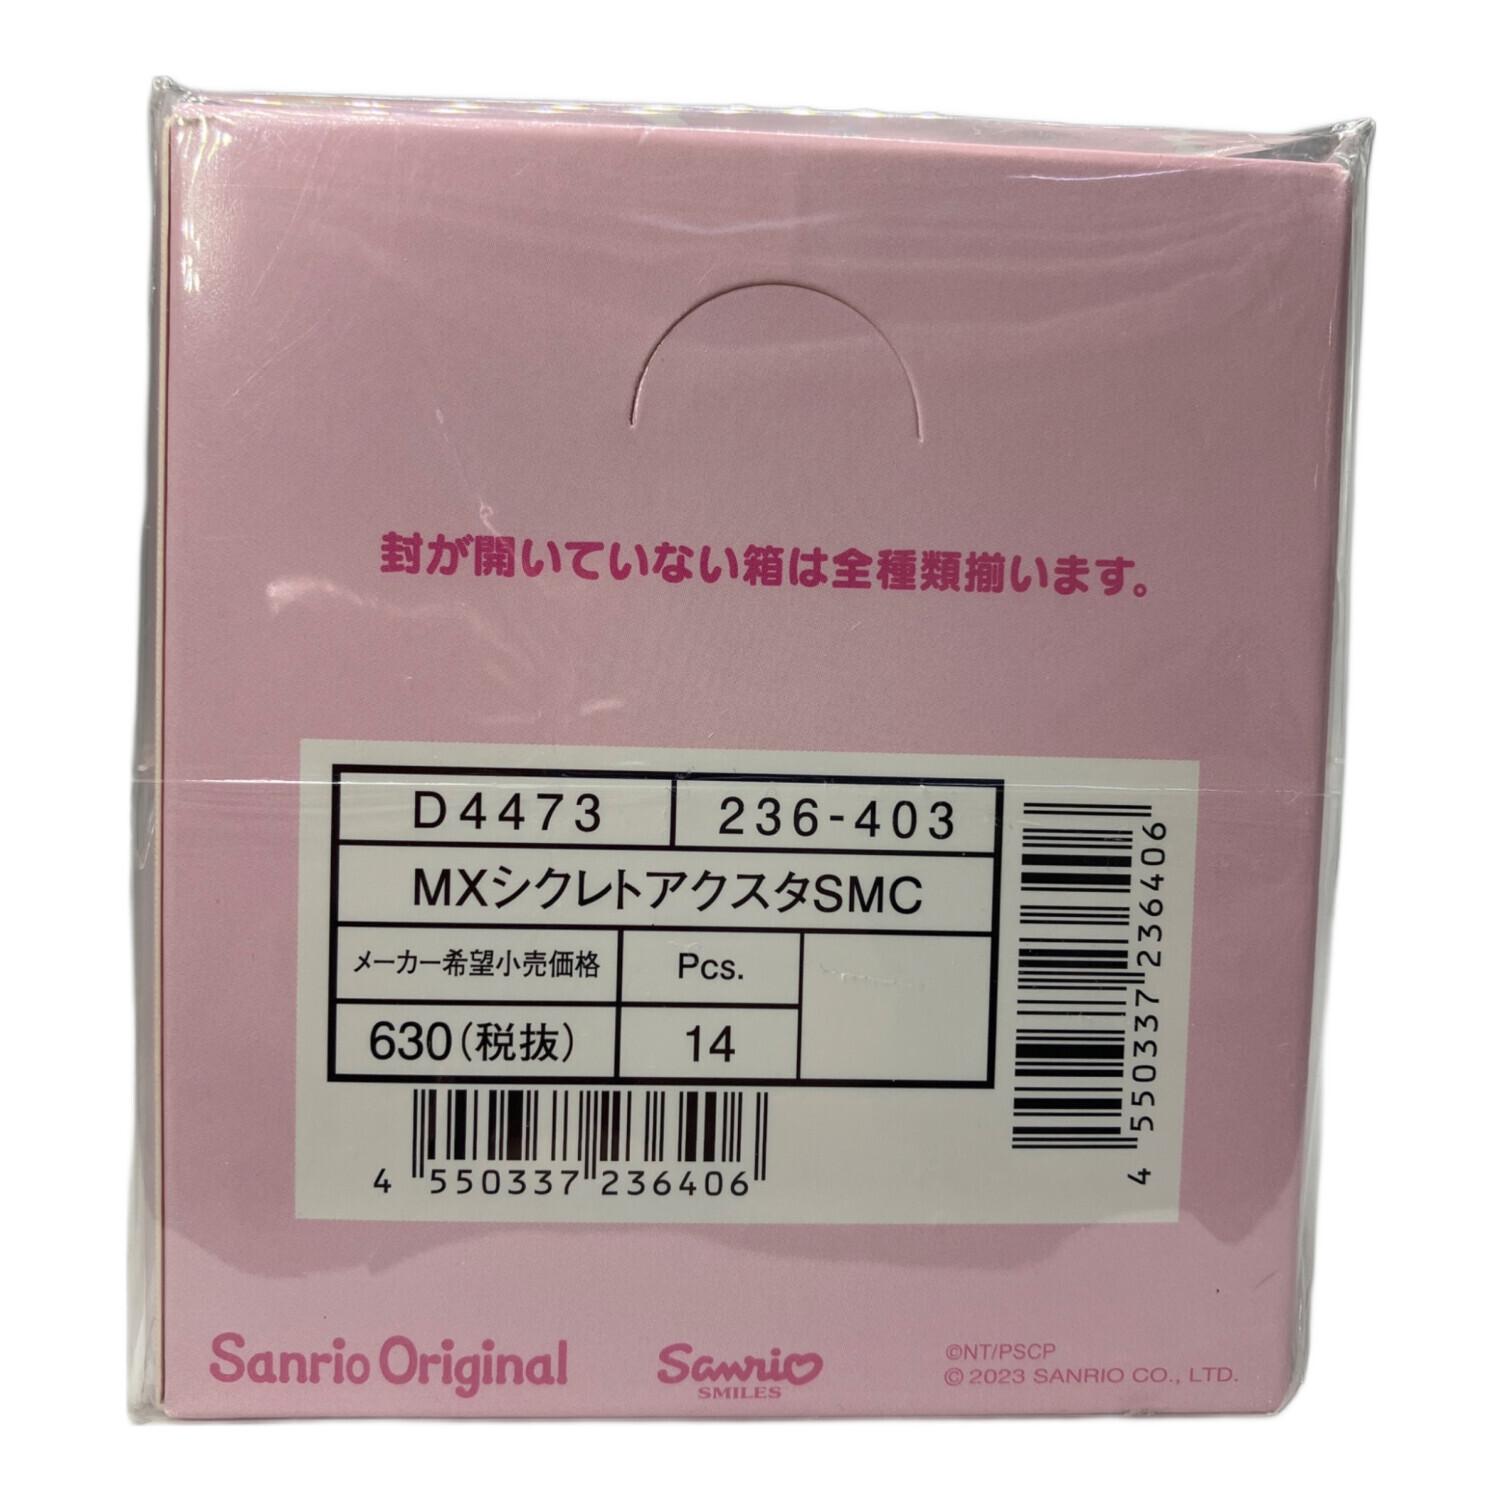 封が開いていない箱は全種類揃います。
D4473
236-403
MXシクレトアクスタSMC
メーカー希望小売価格
Pcs.
630(税抜)
14
4 550337 236406
4 550337 236406
Sanrio Original
Sanrio
SMILES
©NT/PSCP
© 2023 SANRIO CO., LTD.